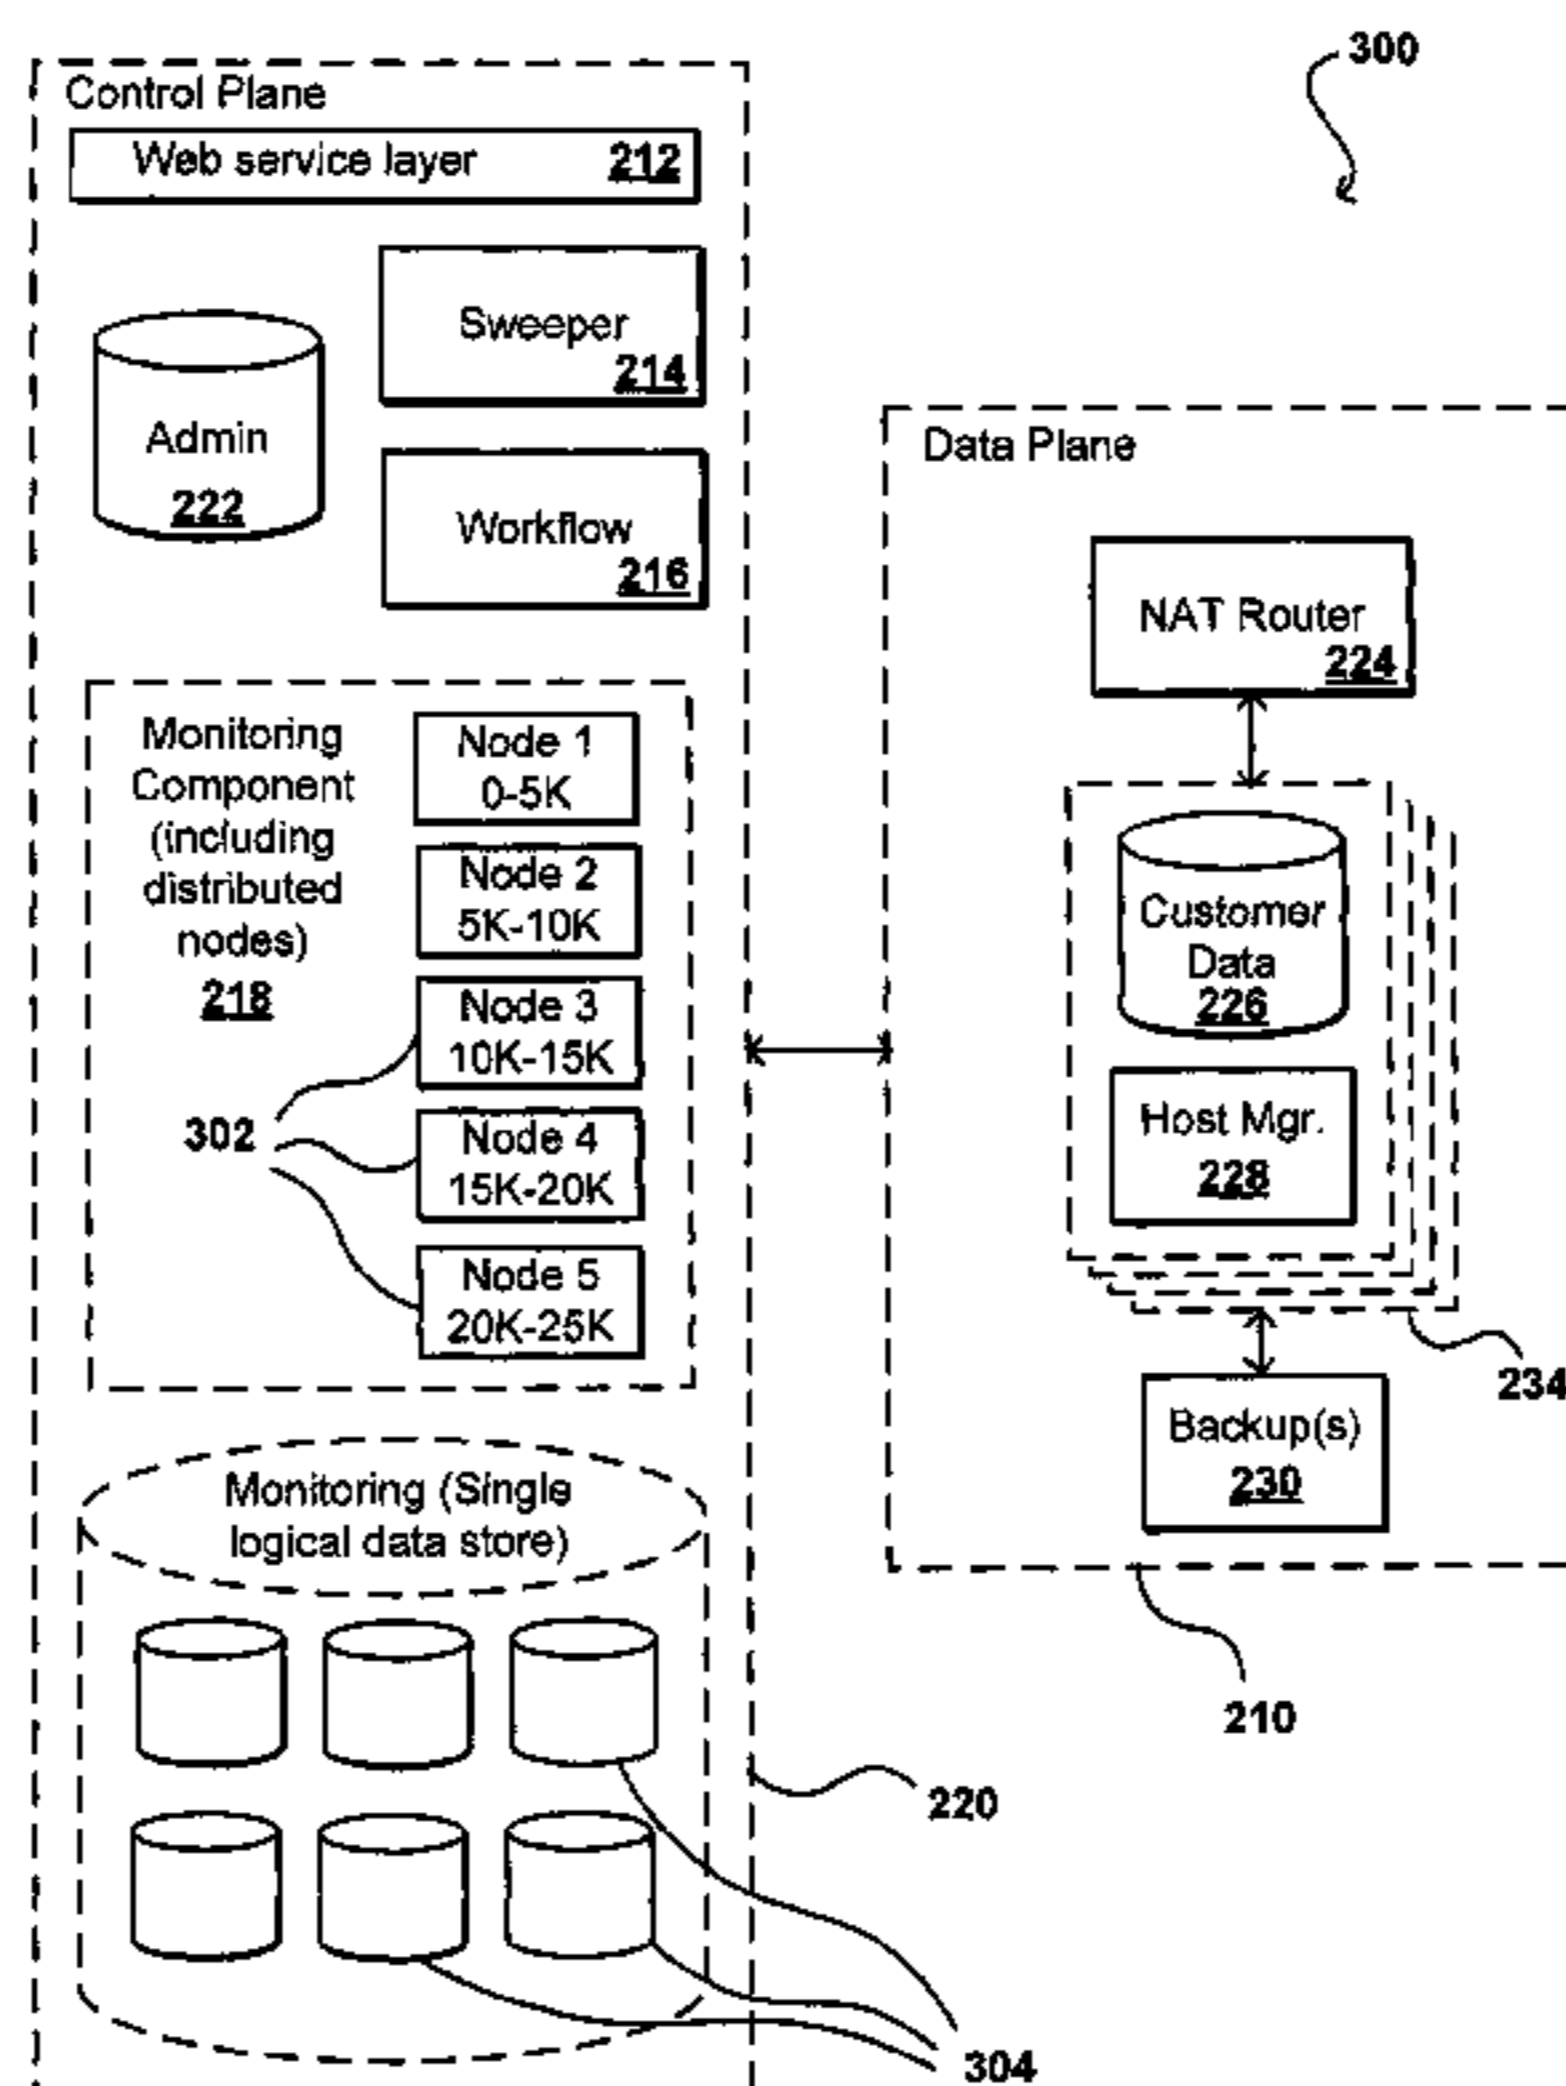 300
Control Plane
Web service layer 212
Sweeper
214
Admin
222
Workflow
216
Monitoring
Component
(including
distributed
nodes)
218
Node 1
0-5K
Node 2
5K-10K
Node 3
10K-15K
Node 4
15K-20K
Node 5
20K-25K
302
Monitoring (Single
logical data store)
220
304
Data Plane
NAT Router
224
Customer
Data
226
Host Mgr.
228
234
Backup(s)
230
210